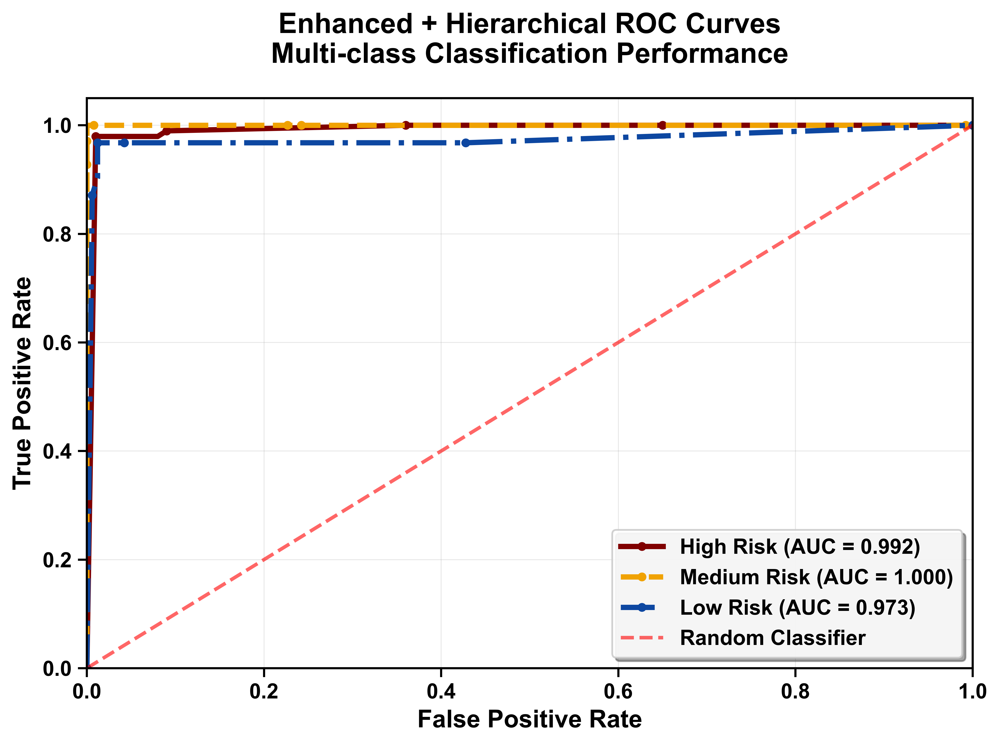 Enhanced + Hierarchical ROC Curves
Multi-class Classification Performance
True Positive Rate
1.0
0.8
0.6
0.4
0.2
0.0
0.0 0.2 0.4 0.6 0.8 1.0
False Positive Rate
High Risk (AUC = 0.992)
Medium Risk (AUC = 1.000)
Low Risk (AUC = 0.973)
Random Classifier